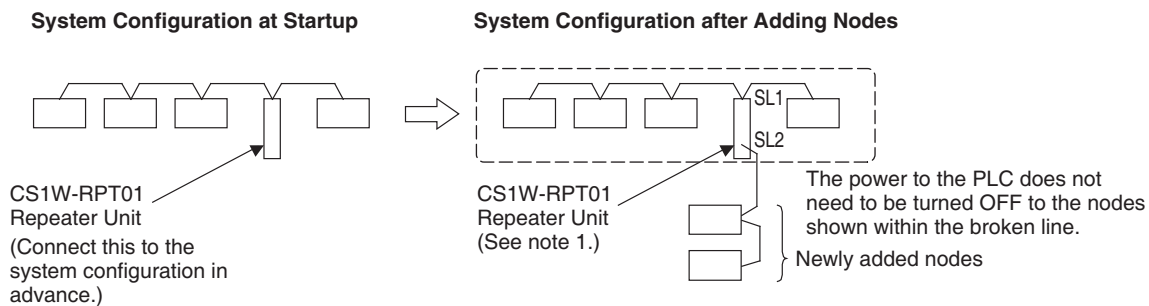 System Configuration at Startup
System Configuration after Adding Nodes
CS1W-RPT01
Repeater Unit
(Connect this to the
system configuration in
advance.)
SL1
SL2
CS1W-RPT01
Repeater Unit
(See note 1.)
The power to the PLC does not
need to be turned OFF to the nodes
shown within the broken line.
Newly added nodes